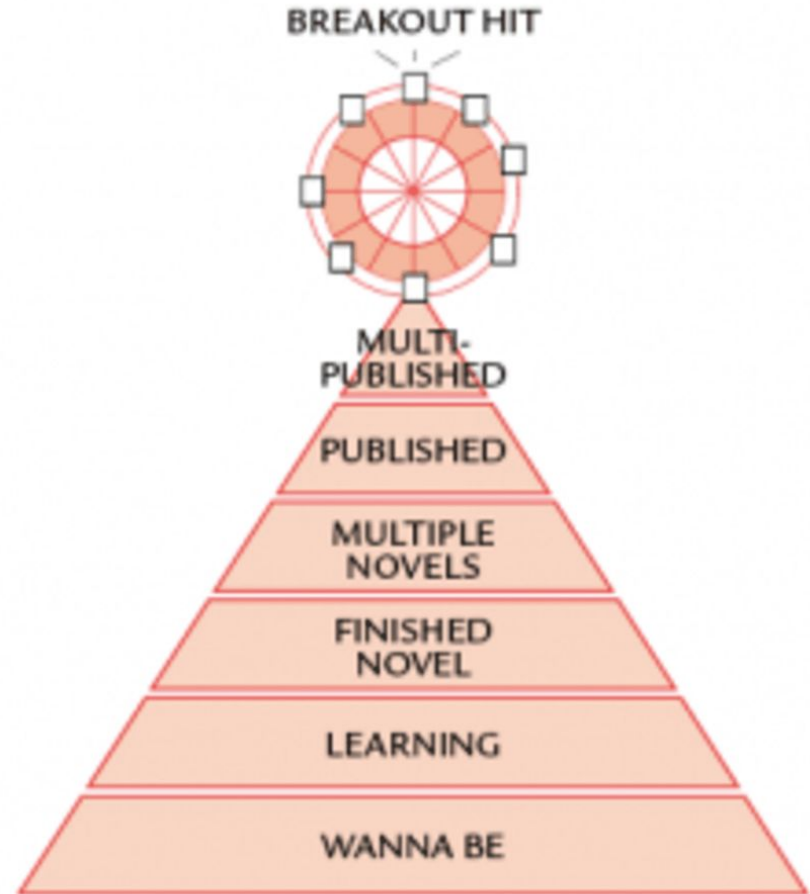 BREAKOUT HIT
MULTI-
PUBLISHED
PUBLISHED
MULTIPLE
NOVELS
FINISHED
NOVEL
LEARNING
WANNA BE